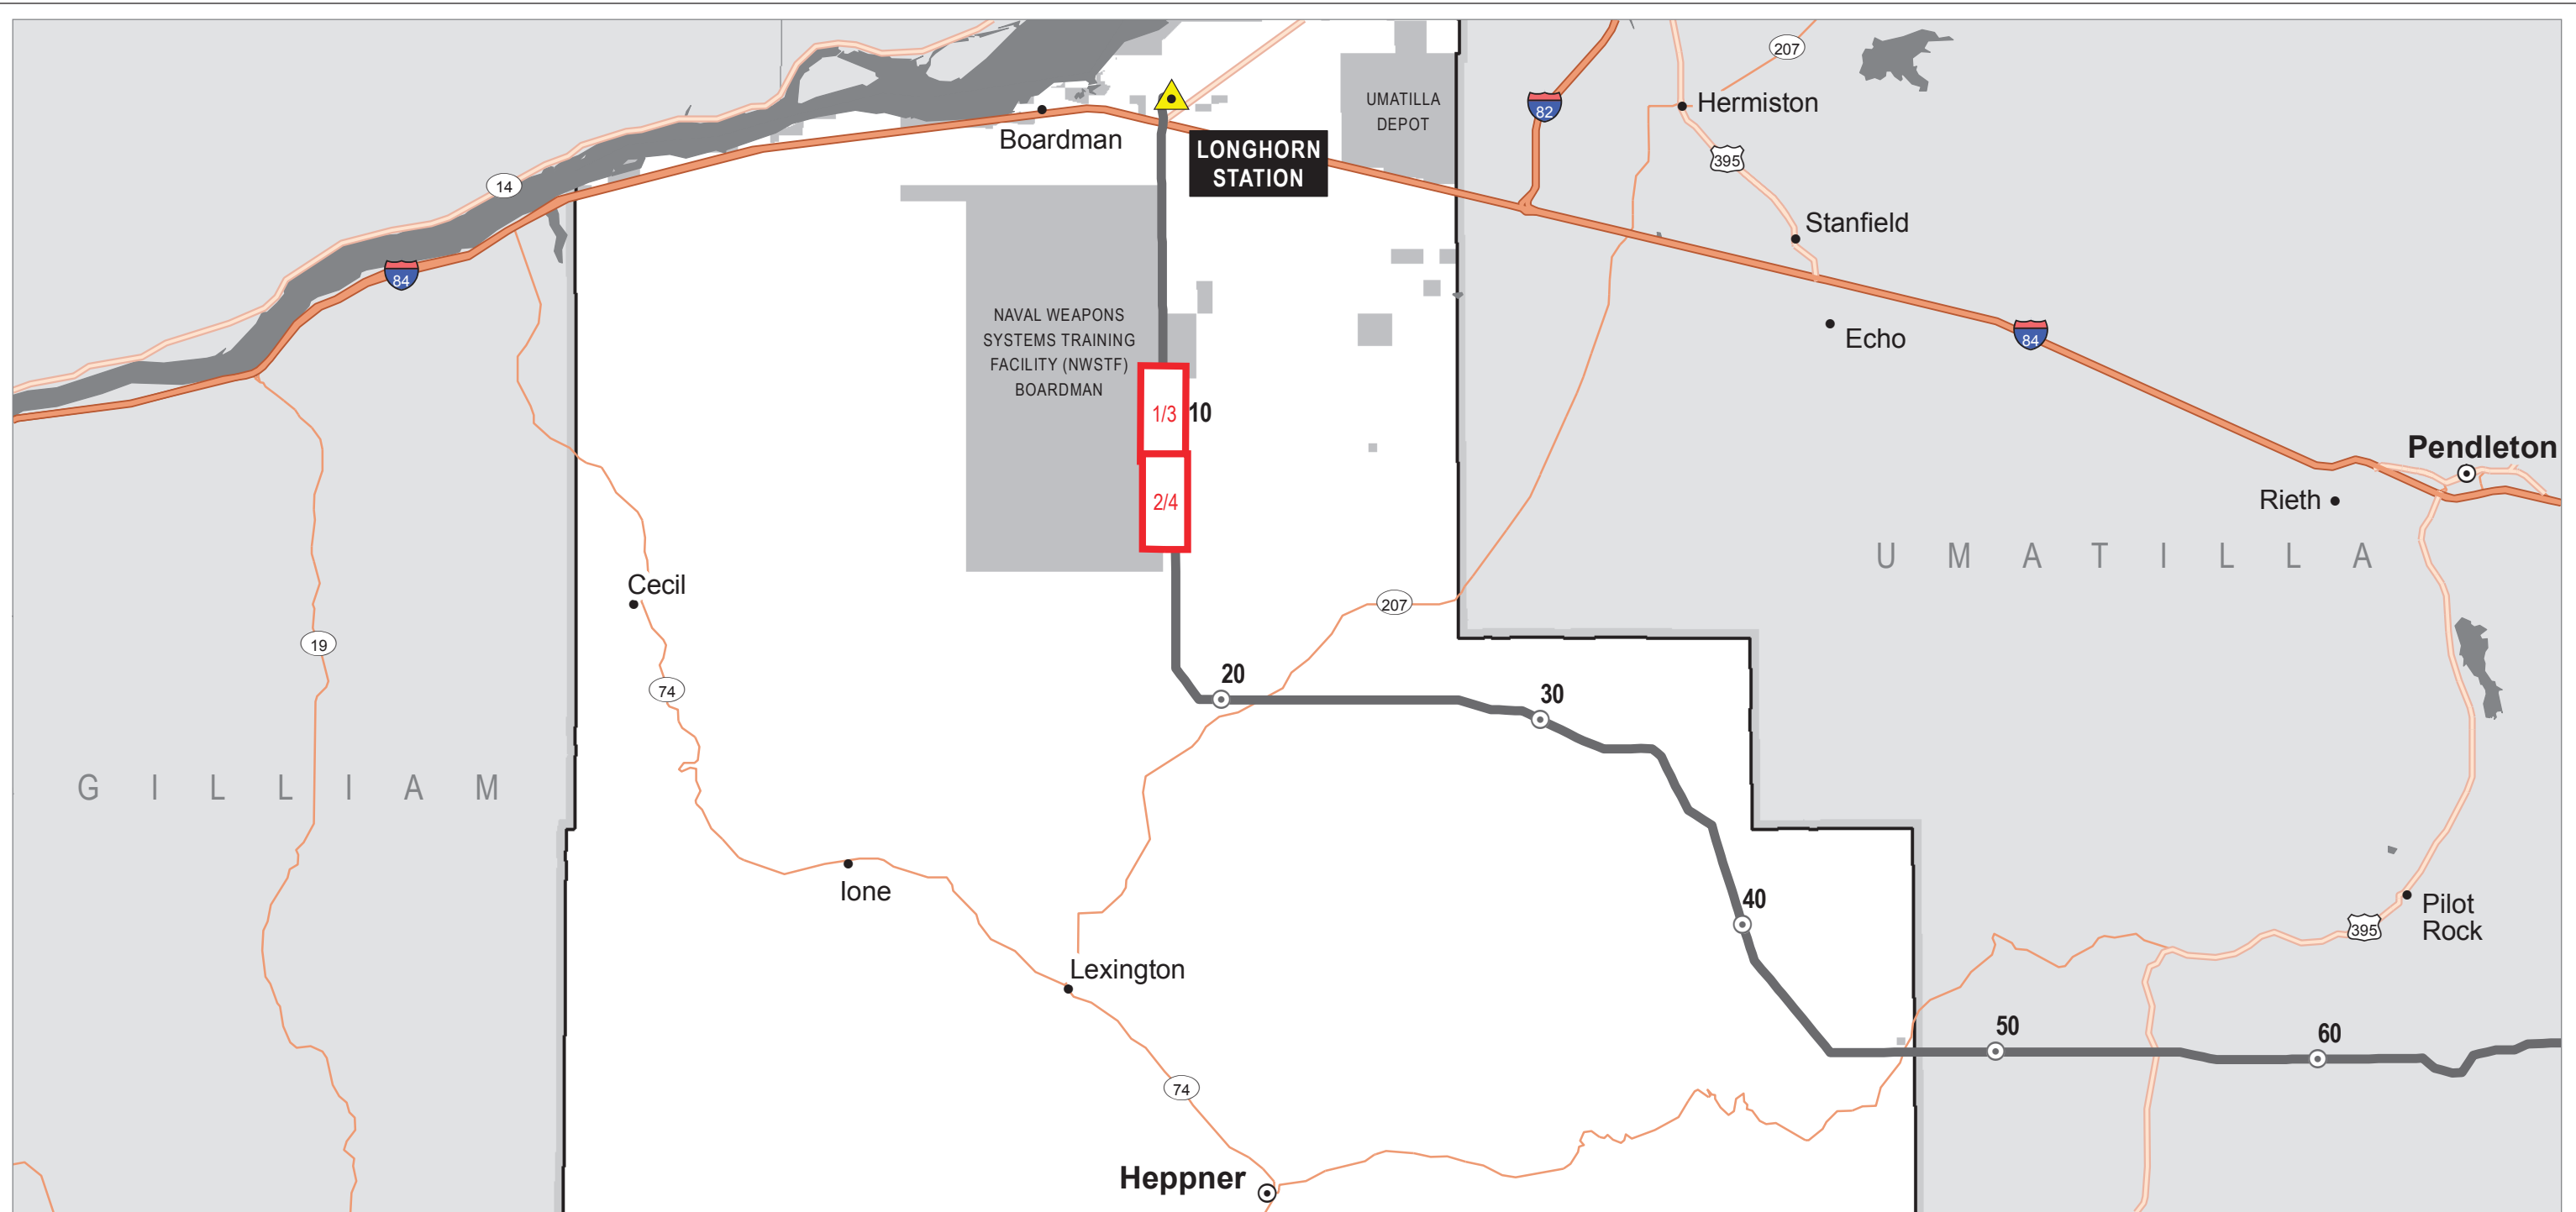 207
UMATILLA
DEPOT
82
Hermiston
Boardman
LONGHORN
STATION
395
14
Stanfield
84
NAVAL WEAPONS
SYSTEMS TRAINING
FACILITY (NWSTF)
BOARDMAN
Echo
84
1/3
10
Pendleton
2/4
Rieth
UMATILLA
Cecil
207
19
20
74
30
GILLIAM
Ione
40
Pilot
Rock
395
Lexington
50
60
74
Heppner